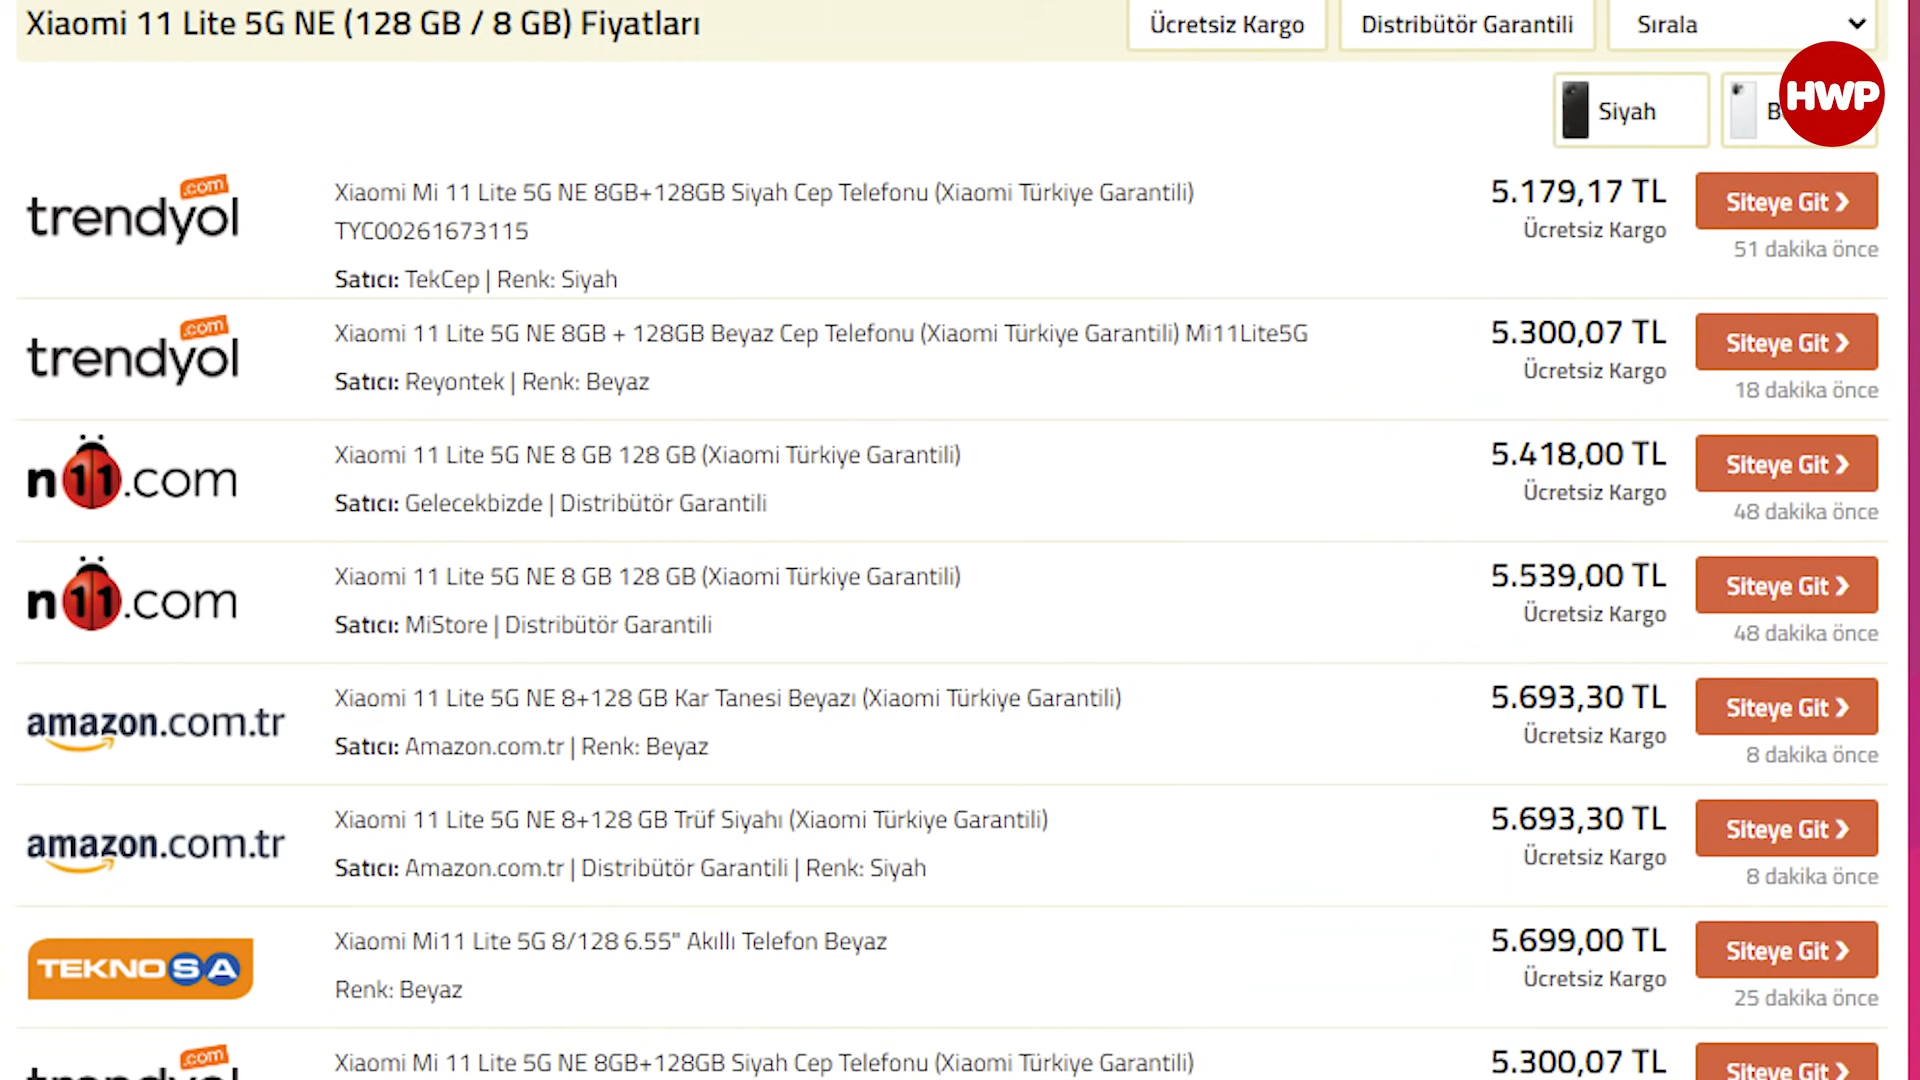 Xiaomi 11 Lite 5G NE (128 GB / 8 GB) Fiyatları
Ücretsiz Kargo
Distribütör Garantili
Sırala
HWP
Siyah
B
trendyol .com
Xiaomi Mi 11 Lite 5G NE 8GB+128GB Siyah Cep Telefonu (Xiaomi Türkiye Garantili)
TYC00261673115
Satıcı: TekCep | Renk: Siyah
5.179,17 TL
Ücretsiz Kargo
Siteye Git ❯
51 dakika önce
trendyol .com
Xiaomi 11 Lite 5G NE 8GB + 128GB Beyaz Cep Telefonu (Xiaomi Türkiye Garantili) Mi11Lite5G
Satıcı: Reyontek | Renk: Beyaz
5.300,07 TL
Ücretsiz Kargo
Siteye Git ❯
18 dakika önce
n11.com
Xiaomi 11 Lite 5G NE 8 GB 128 GB (Xiaomi Türkiye Garantili)
Satıcı: Gelecekbizde | Distribütör Garantili
5.418,00 TL
Ücretsiz Kargo
Siteye Git ❯
48 dakika önce
n11.com
Xiaomi 11 Lite 5G NE 8 GB 128 GB (Xiaomi Türkiye Garantili)
Satıcı: MiStore | Distribütör Garantili
5.539,00 TL
Ücretsiz Kargo
Siteye Git ❯
48 dakika önce
amazon.com.tr
Xiaomi 11 Lite 5G NE 8+128 GB Kar Tanesi Beyazı (Xiaomi Türkiye Garantili)
Satıcı: Amazon.com.tr | Renk: Beyaz
5.693,30 TL
Ücretsiz Kargo
Siteye Git ❯
8 dakika önce
amazon.com.tr
Xiaomi 11 Lite 5G NE 8+128 GB Trüf Siyahı (Xiaomi Türkiye Garantili)
Satıcı: Amazon.com.tr | Distribütör Garantili | Renk: Siyah
5.693,30 TL
Ücretsiz Kargo
Siteye Git ❯
8 dakika önce
TEKNOSA
Xiaomi Mi11 Lite 5G 8/128 6.55" Akıllı Telefon Beyaz
Renk: Beyaz
5.699,00 TL
Ücretsiz Kargo
Siteye Git ❯
25 dakika önce
trendyol .com
Xiaomi Mi 11 Lite 5G NE 8GB+128GB Siyah Cep Telefonu (Xiaomi Türkiye Garantili)
5.300,07 TL
Siteye Git ❯